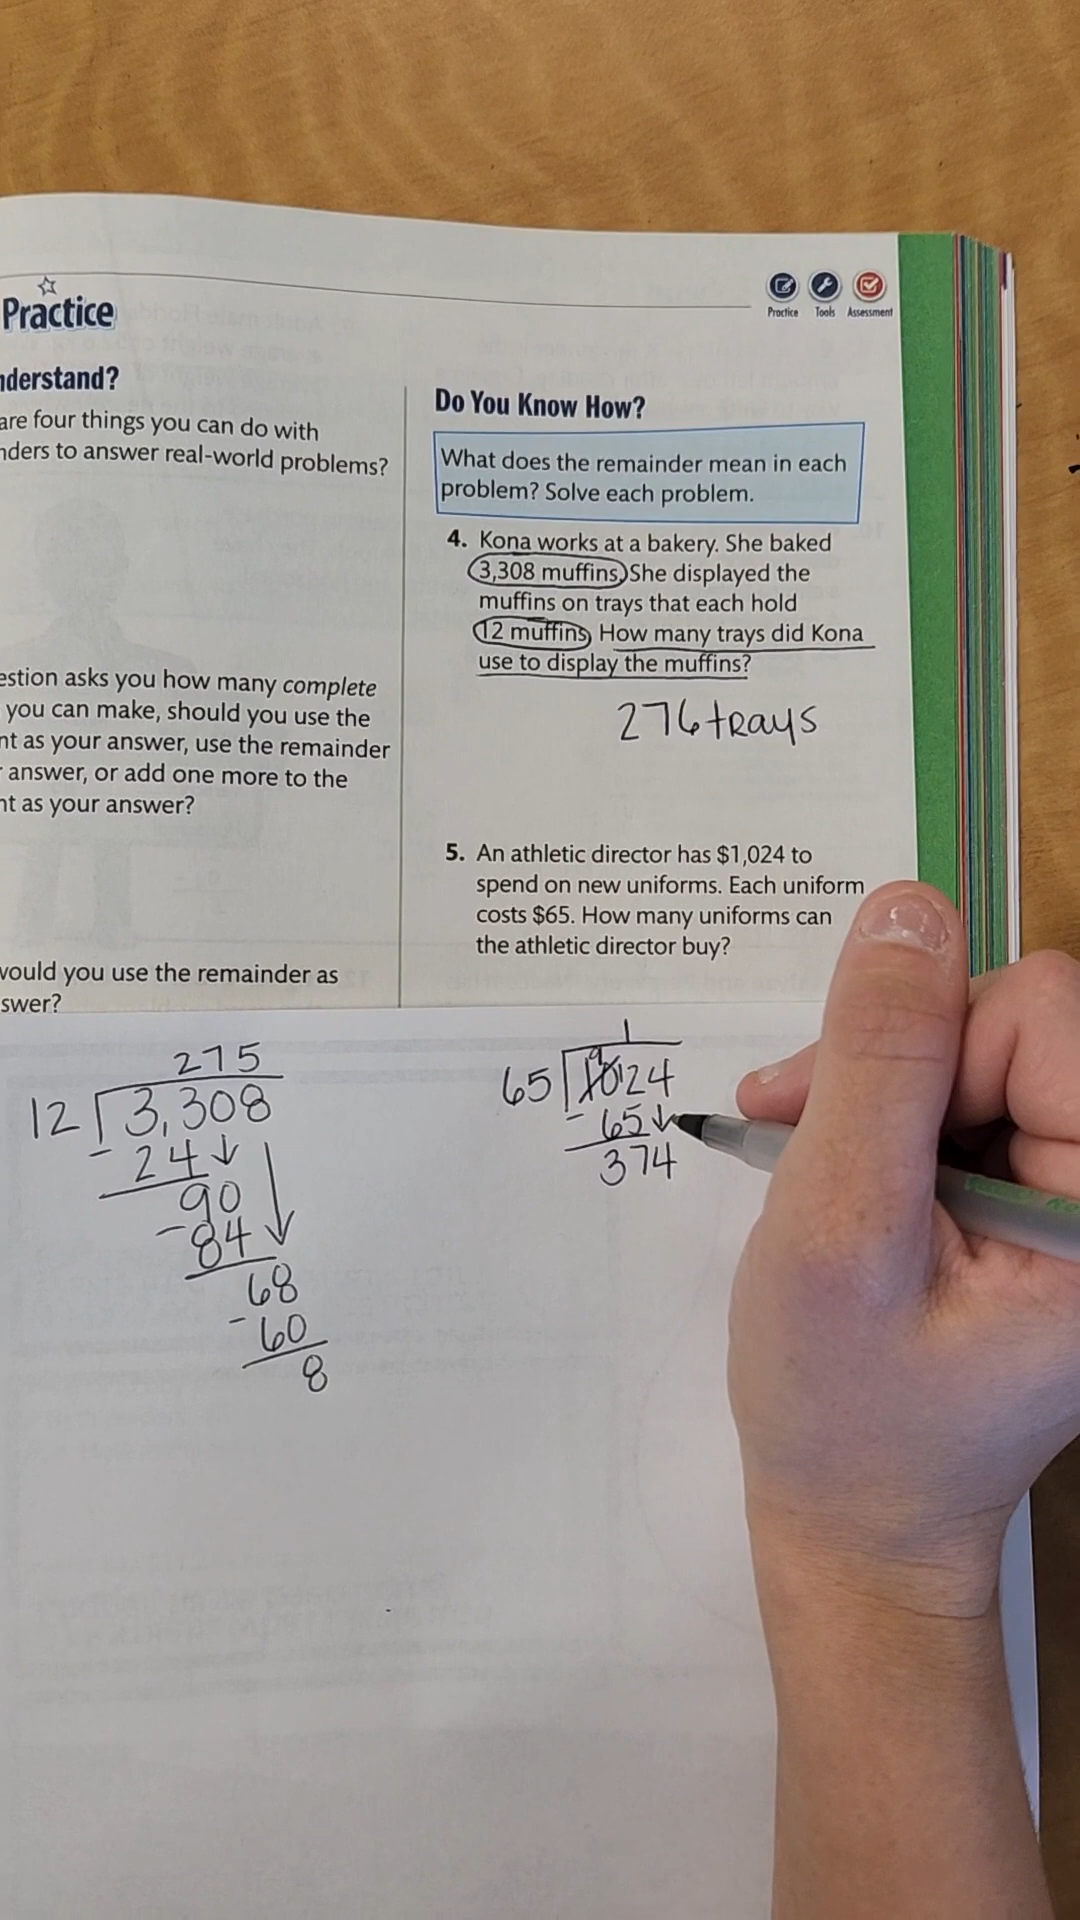 Practice
Practice Tools Assessment
nderstand?
are four things you can do with
nders to answer real-world problems?
estion asks you how many complete
you can make, should you use the
nt as your answer, use the remainder
answer, or add one more to the
nt as your answer?
would you use the remainder as
swer?
Do You Know How?
What does the remainder mean in each
problem? Solve each problem.
4. Kona works at a bakery. She baked
3,308 muffins. She displayed the
muffins on trays that each hold
12 muffins. How many trays did Kona
use to display the muffins?
276 trays
5. An athletic director has $1,024 to
spend on new uniforms. Each uniform
costs $65. How many uniforms can
the athletic director buy?
275
12 3,308
- 24
90
- 84
68
- 60
8
1
9 1
65 1024
- 65
374